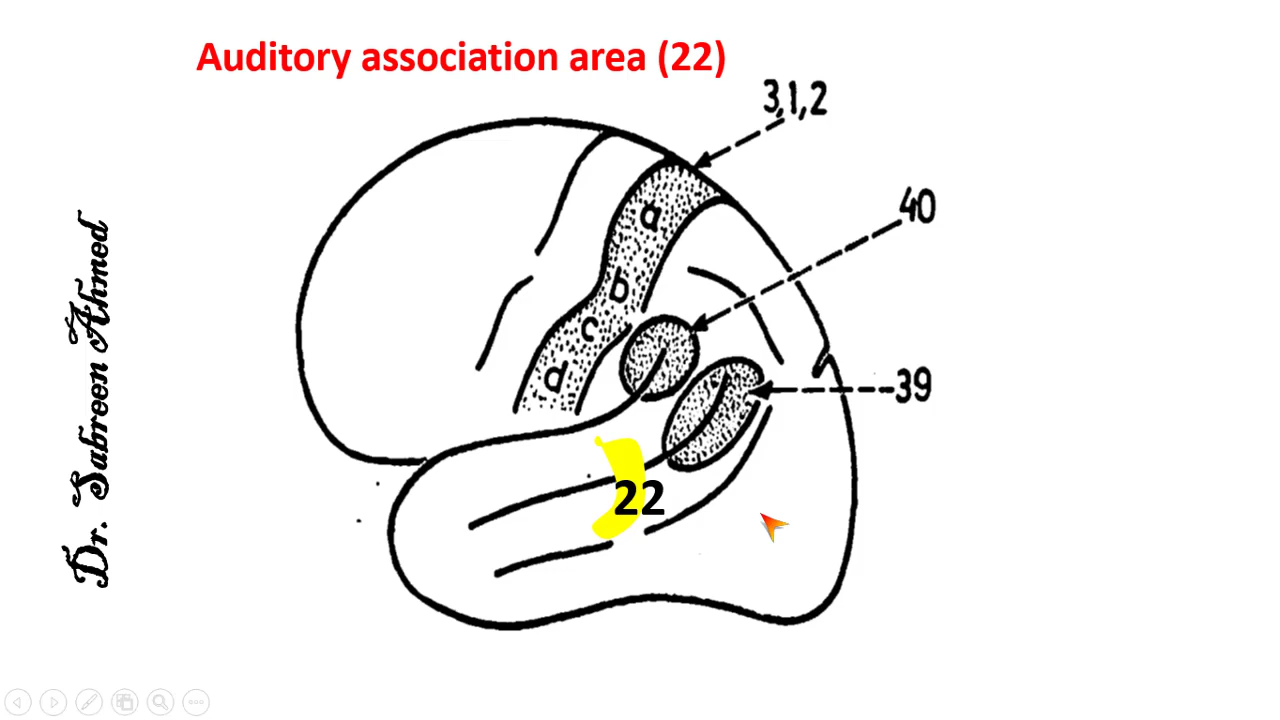 Auditory association area (22)
3,1,2
40
a
b
c
d
39
22
Dr. Sabreen Ahmed